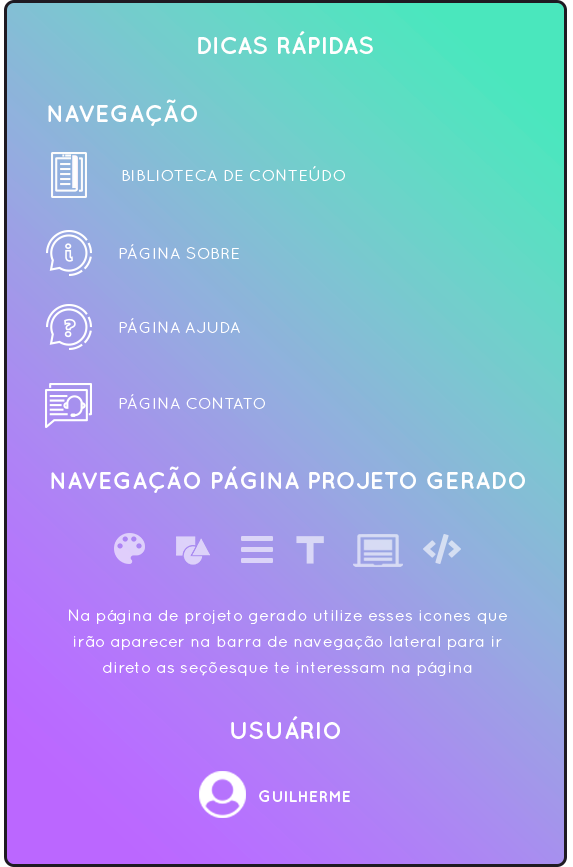 DICAS RÁPIDAS
NAVEGAÇÃO
BIBLIOTECA DE CONTEÚDO
PÁGINA SOBRE
PÁGINA AJUDA
PÁGINA CONTATO
NAVEGAÇÃO PÁGINA PROJETO GERADO
Na página de projeto gerado utilize esses icones que
irão aparecer na barra de navegação lateral para ir
direto as seçõesque te interessam na página
USUÁRIO
GUILHERME